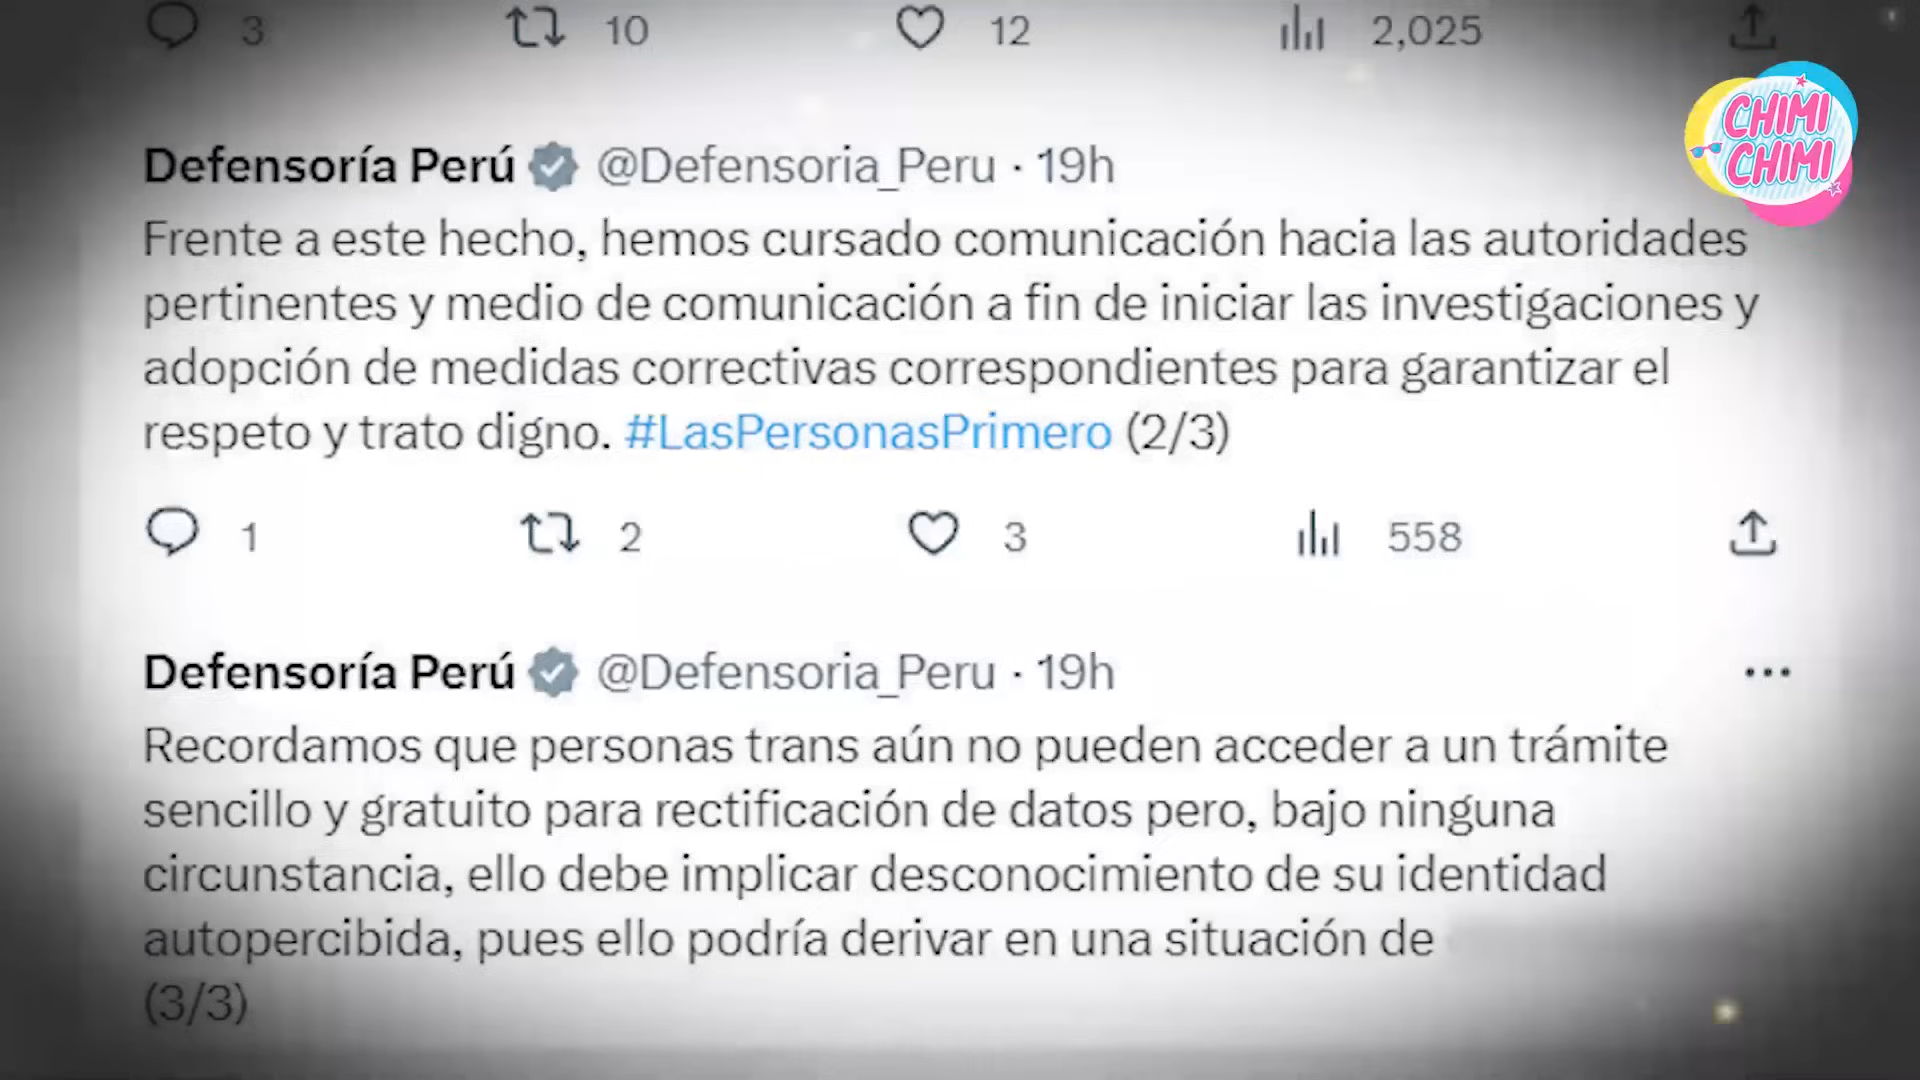 3 10 12 2,025
CHIMI
CHIMI
Defensoría Perú @Defensoria_Peru · 19h
Frente a este hecho, hemos cursado comunicación hacia las autoridades
pertinentes y medio de comunicación a fin de iniciar las investigaciones y
adopción de medidas correctivas correspondientes para garantizar el
respeto y trato digno. #LasPersonasPrimero (2/3)
1 2 3 558
Defensoría Perú @Defensoria_Peru · 19h
Recordamos que personas trans aún no pueden acceder a un trámite
sencillo y gratuito para rectificación de datos pero, bajo ninguna
circunstancia, ello debe implicar desconocimiento de su identidad
autopercibida, pues ello podría derivar en una situación de
(3/3)